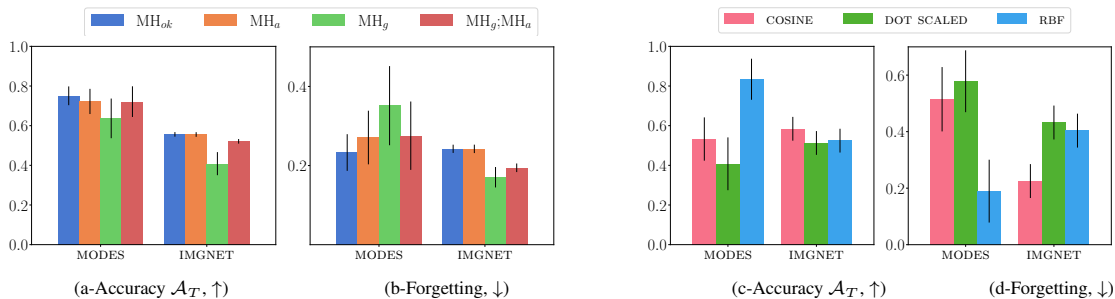 MH_ok MH_a MH_g MH_g;MH_a
COSINE DOT SCALED RBF
1.0
0.8
0.6
0.4
0.2
0.0
MODES IMGNET
(a-Accuracy 𝒜_T, ↑)
0.4
0.2
MODES IMGNET
(b-Forgetting, ↓)
1.0
0.8
0.6
0.4
0.2
0.0
MODES IMGNET
(c-Accuracy 𝒜_T, ↑)
0.6
0.4
0.2
0.0
MODES IMGNET
(d-Forgetting, ↓)